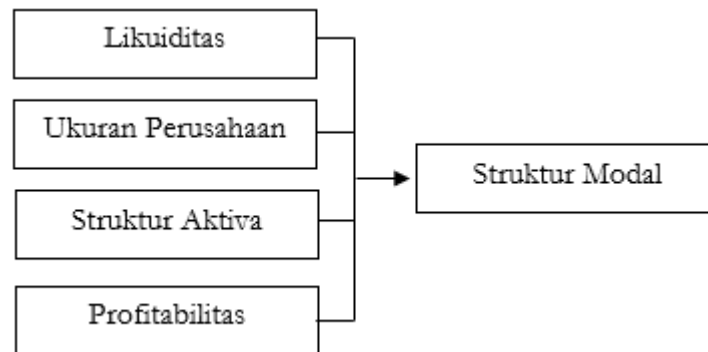 Likuiditas
Ukuran Perusahaan
Struktur Modal
Struktur Aktiva
Profitabilitas